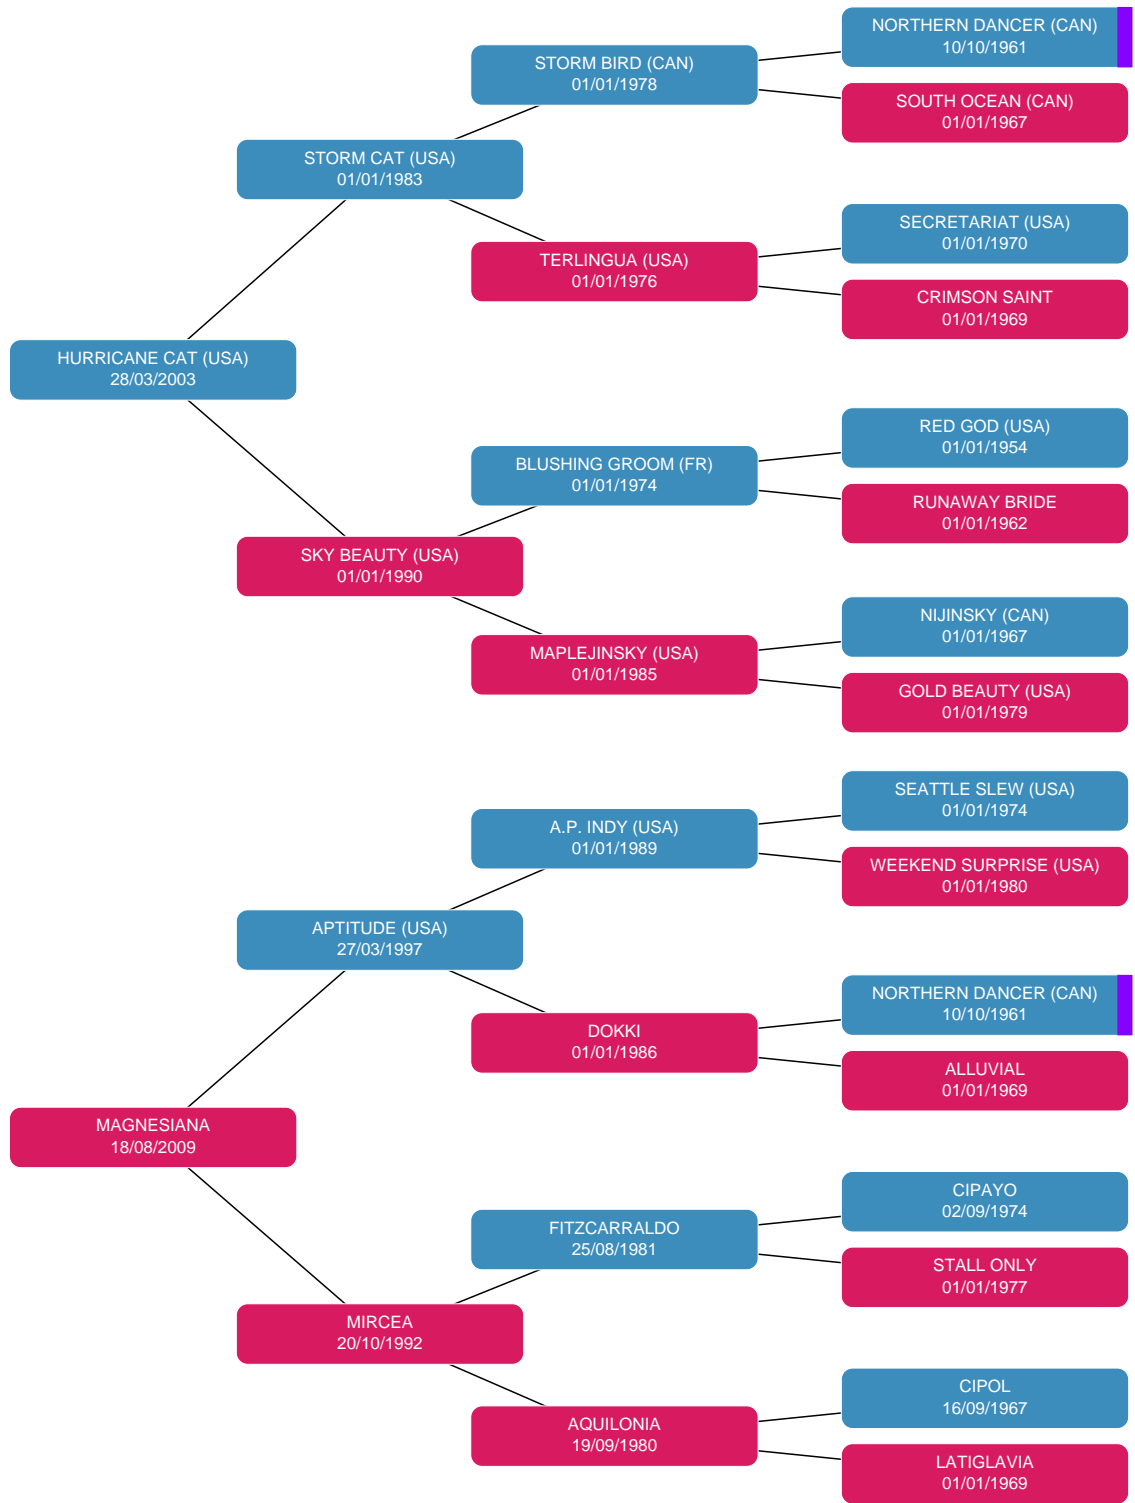 NORTHERN DANCER (CAN)
10/10/1961
STORM BIRD (CAN)
01/01/1978
SOUTH OCEAN (CAN)
01/01/1967
STORM CAT (USA)
01/01/1983
SECRETARIAT (USA)
01/01/1970
TERLINGUA (USA)
01/01/1976
CRIMSON SAINT
01/01/1969
HURRICANE CAT (USA)
28/03/2003
RED GOD (USA)
01/01/1954
BLUSHING GROOM (FR)
01/01/1974
RUNAWAY BRIDE
01/01/1962
SKY BEAUTY (USA)
01/01/1990
NIJINSKY (CAN)
01/01/1967
MAPLEJINSKY (USA)
01/01/1985
GOLD BEAUTY (USA)
01/01/1979
SEATTLE SLEW (USA)
01/01/1974
A.P. INDY (USA)
01/01/1989
WEEKEND SURPRISE (USA)
01/01/1980
APTITUDE (USA)
27/03/1997
NORTHERN DANCER (CAN)
10/10/1961
DOKKI
01/01/1986
ALLUVIAL
01/01/1969
MAGNESIANA
18/08/2009
CIPAYO
02/09/1974
FITZCARRALDO
25/08/1981
STALL ONLY
01/01/1977
MIRCEA
20/10/1992
CIPOL
16/09/1967
AQUILONIA
19/09/1980
LATIGLAVIA
01/01/1969